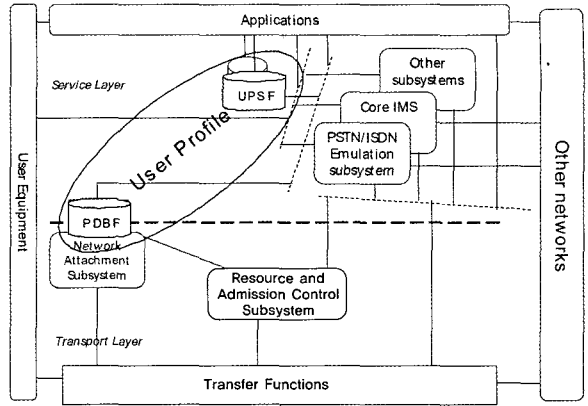 Applications
Service Layer
UPSF
Other
subsystems
Core IMS
PSTN/ISDN
Emulation
subsystem
User Profile
User Equipment
Other networks
PDBF
Network
Attachment
Subsystem
Resource and
Admission Control
Subsystem
Transport Layer
Transfer Functions